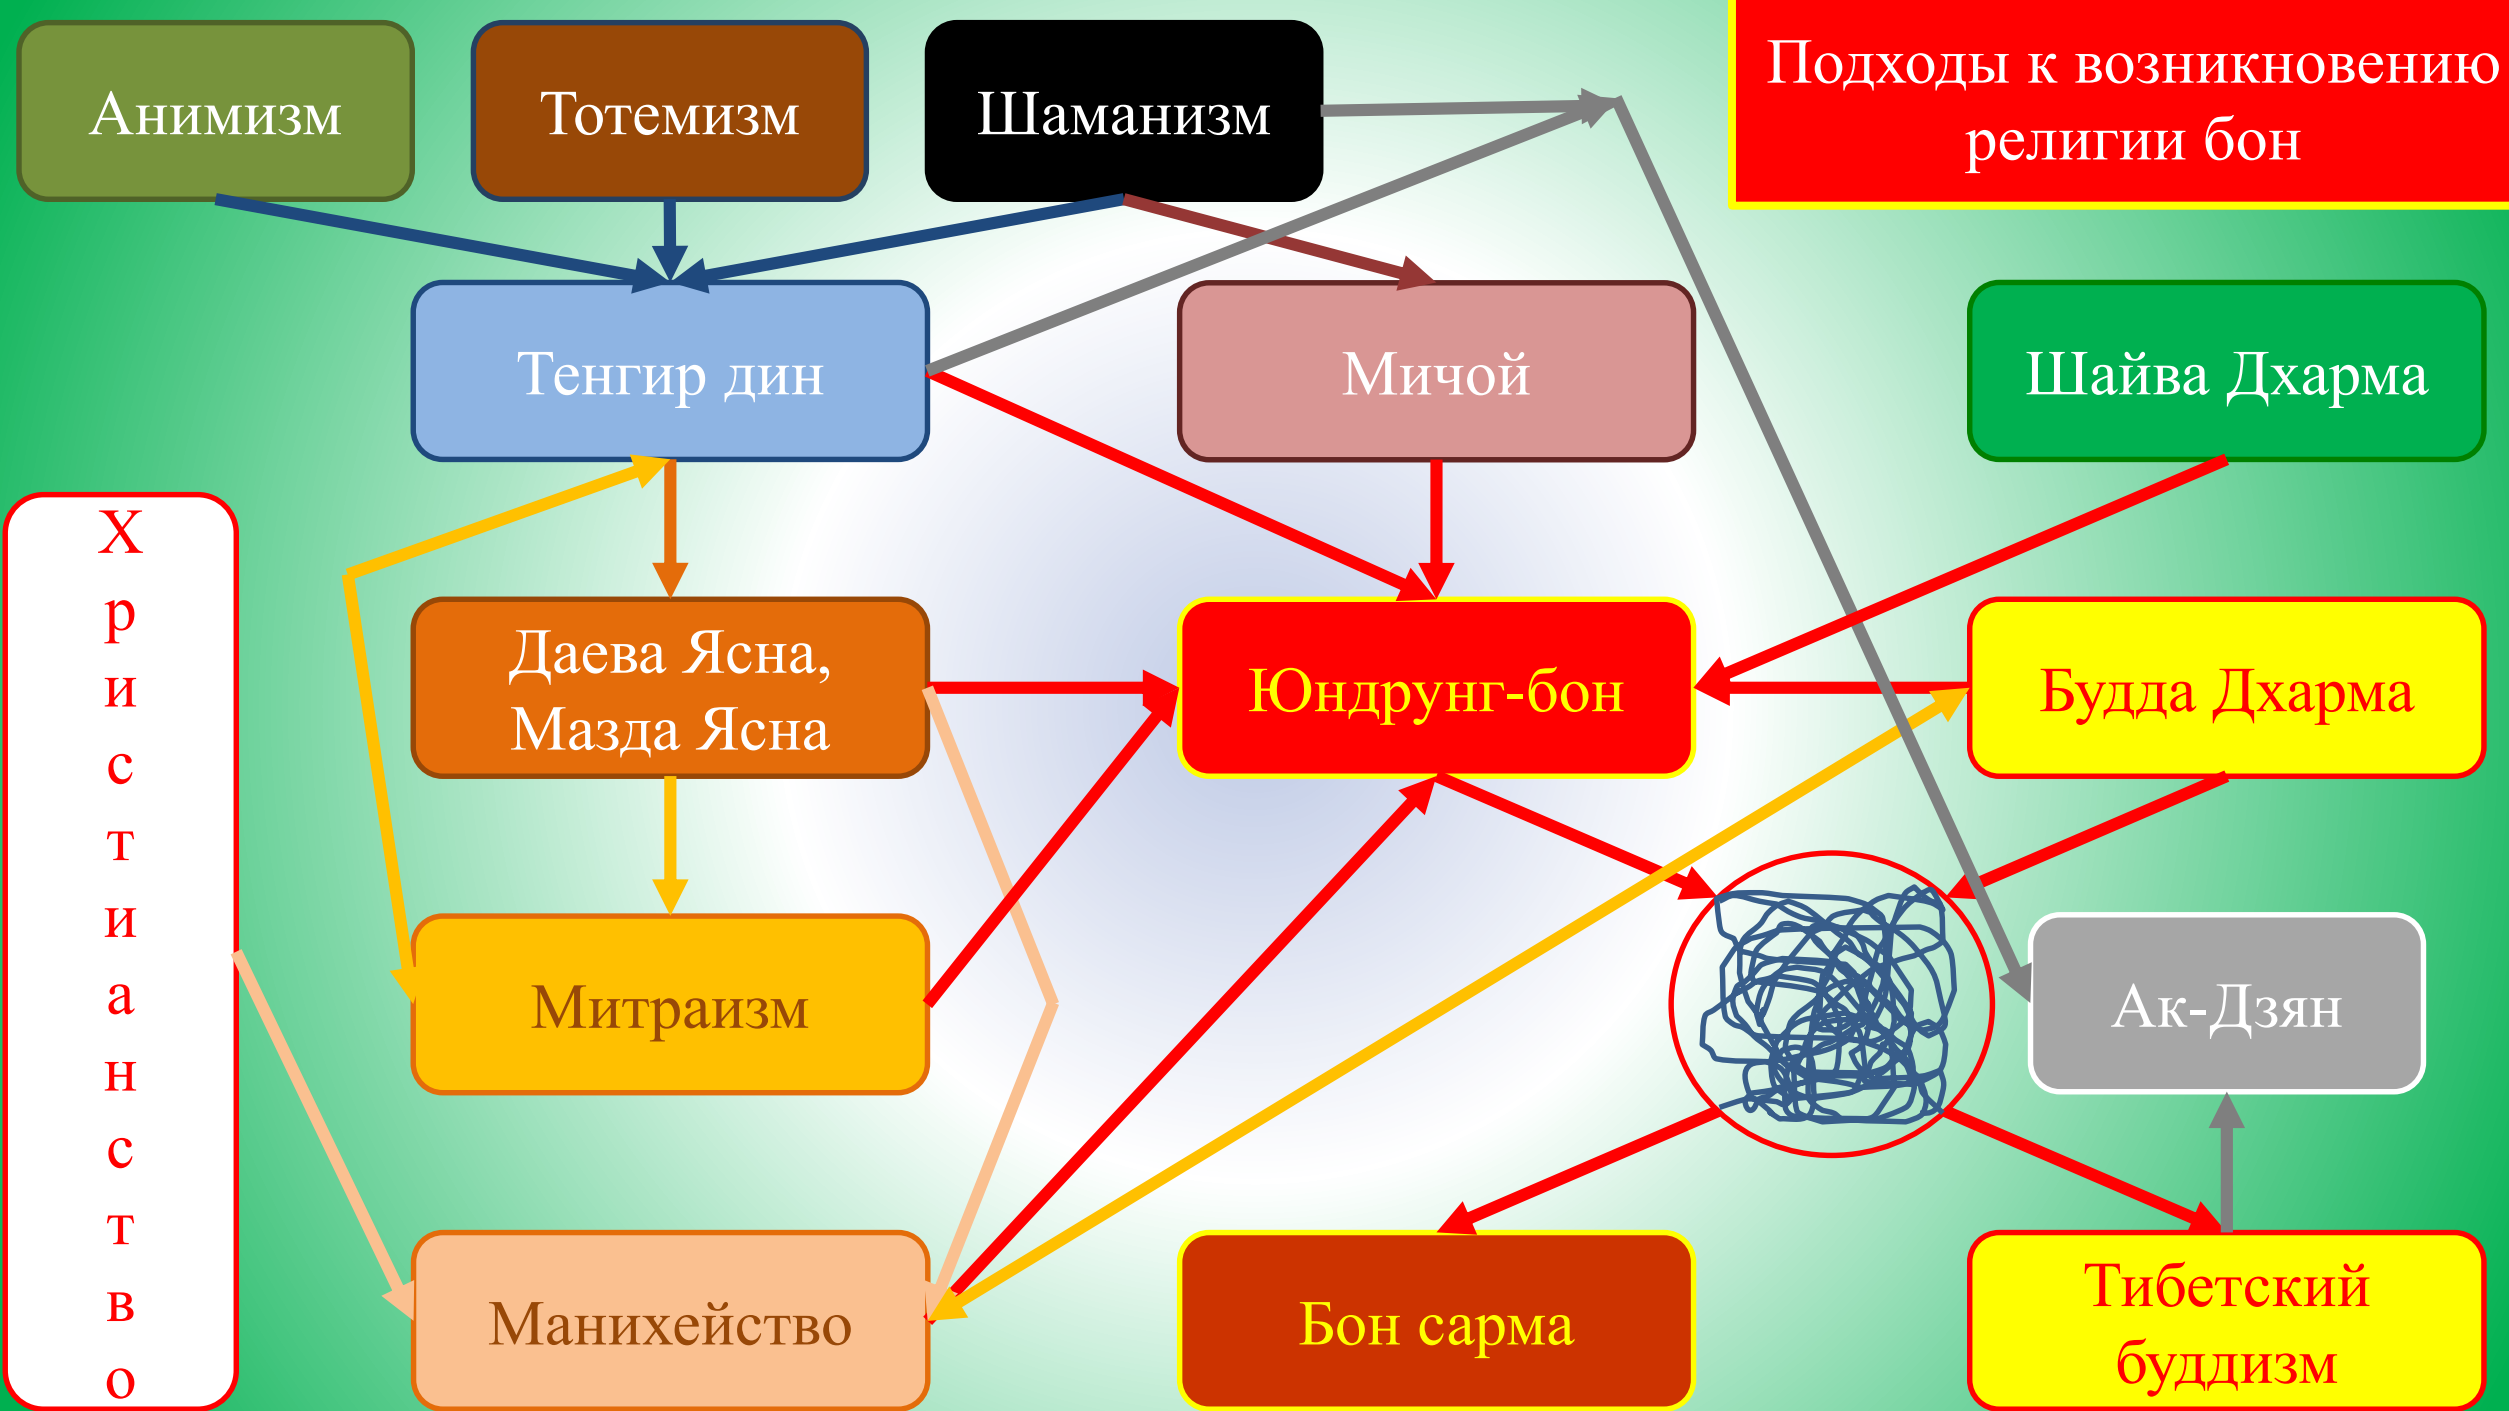 Анимизм
Тотемизм
Шаманизм
Подходы к возникновению
религии бон
Тенгир дин
Мичой
Шайва Дхарма
Христианство
Даева Ясна,
Мазда Ясна
Юндрунг-бон
Будда Дхарма
Митраизм
Ак-Дзян
Манихейство
Бон сарма
Тибетский
буддизм